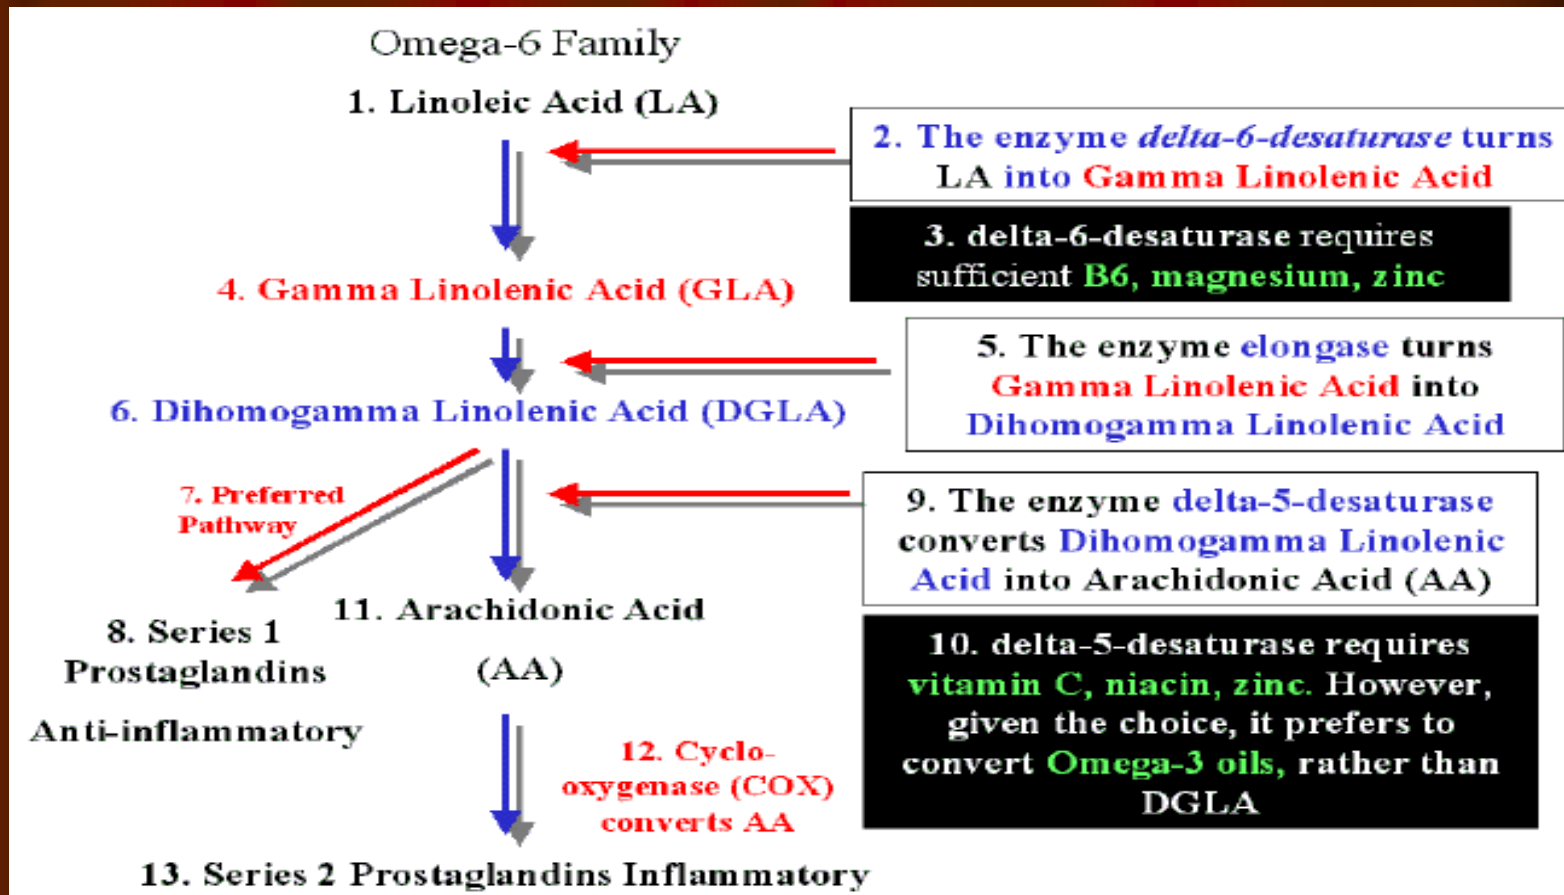 Omega-6 Family
1. Linoleic Acid (LA)
2. The enzyme delta-6-desaturase turns
LA into Gamma Linolenic Acid
3. delta-6-desaturase requires
sufficient B6, magnesium, zinc
4. Gamma Linolenic Acid (GLA)
5. The enzyme elongase turns
Gamma Linolenic Acid into
Dihomogamma Linolenic Acid
6. Dihomogamma Linolenic Acid (DGLA)
7. Preferred
Pathway
8. Series 1
Prostaglandins
Anti-inflammatory
9. The enzyme delta-5-desaturase
converts Dihomogamma Linolenic
Acid into Arachidonic Acid (AA)
10. delta-5-desaturase requires
vitamin C, niacin, zinc. However,
given the choice, it prefers to
convert Omega-3 oils, rather than
DGLA
11. Arachidonic Acid
(AA)
12. Cyclo-
oxygenase (COX)
converts AA
13. Series 2 Prostaglandins Inflammatory